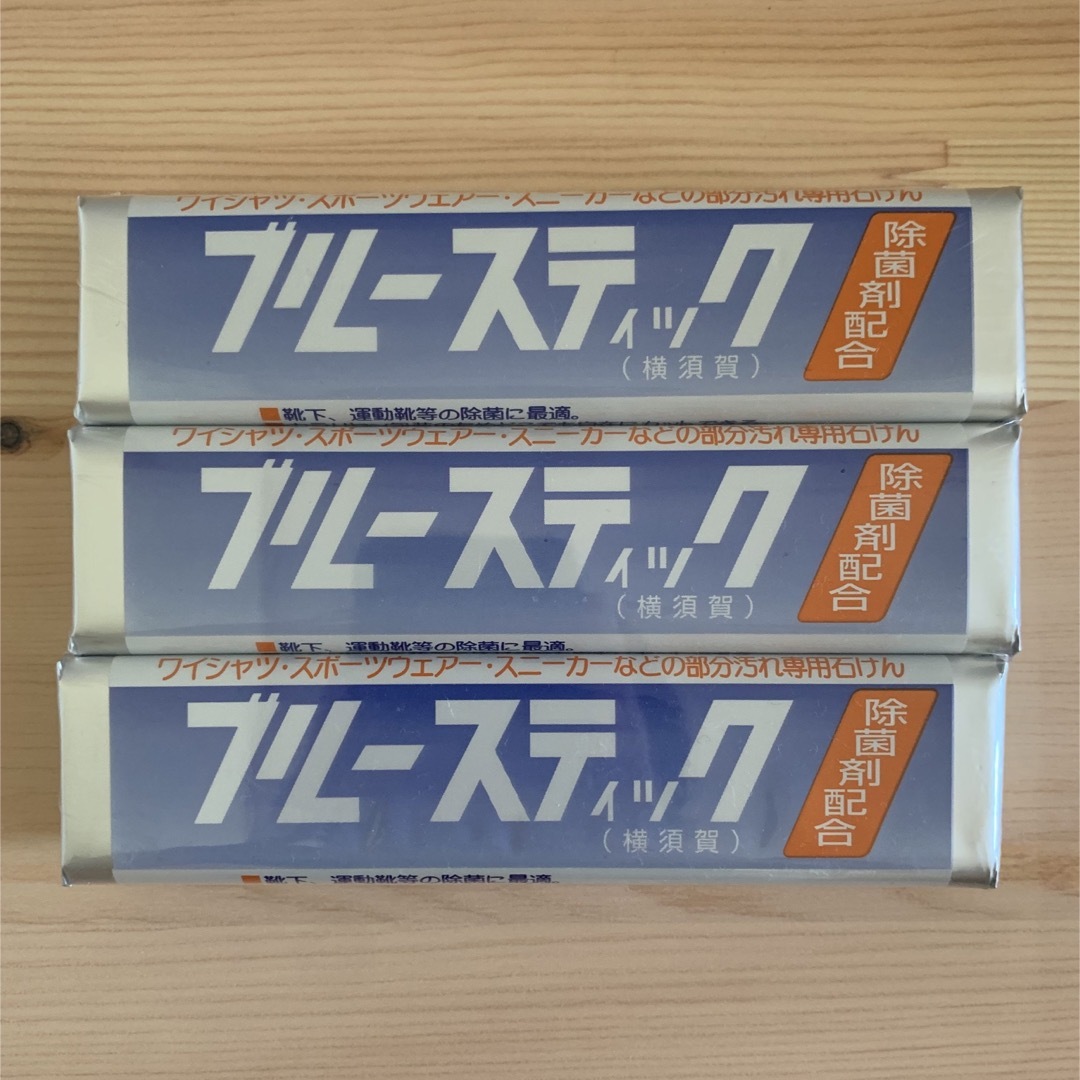 ワイシャツ・スポーツウェアー・スニーカーなどの部分汚れ専用石けん
ブルースティック
(横須賀)
除菌剤配合
■靴下、運動靴等の除菌に最適。
ワイシャツ・スポーツウェアー・スニーカーなどの部分汚れ専用石けん
ブルースティック
(横須賀)
除菌剤配合
■靴下、運動靴等の除菌に最適。
ワイシャツ・スポーツウェアー・スニーカーなどの部分汚れ専用石けん
ブルースティック
(横須賀)
除菌剤配合
■靴下、運動靴等の除菌に最適。